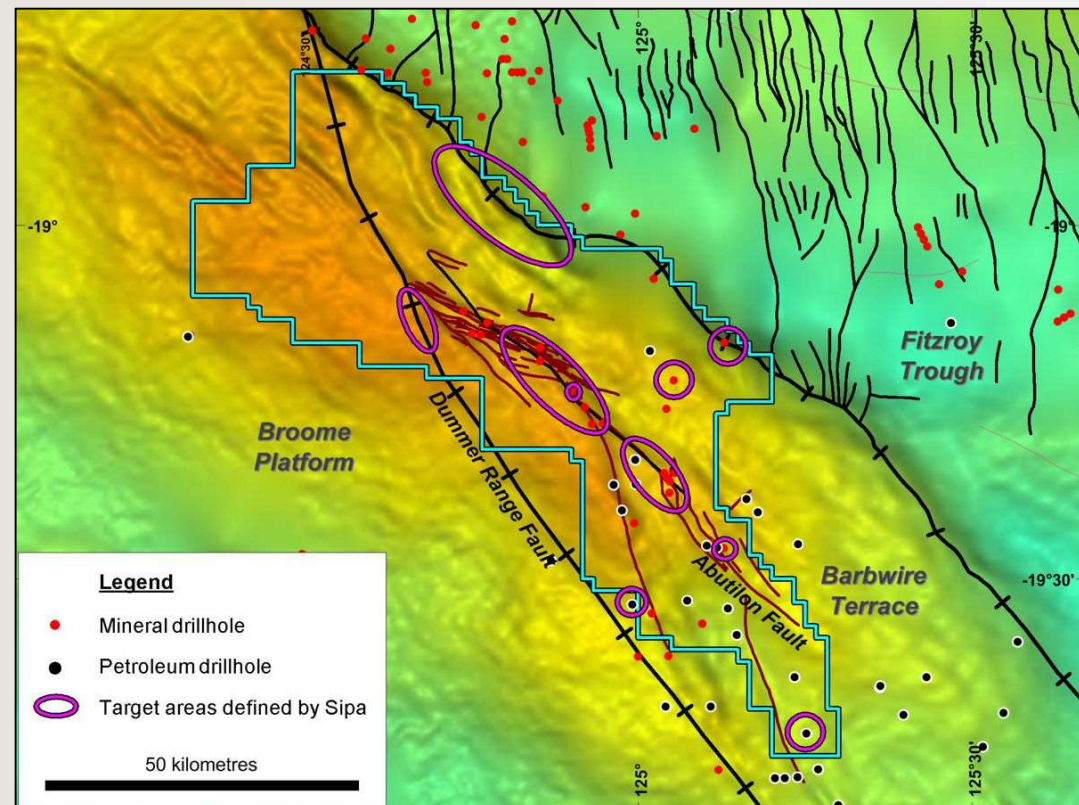 124°30'
125°
125°30'
-19°
-19°
Fitzroy
Trough
Broome
Platform
Dummer Range Fault
-19°30'
Barbwire
Terrace
Abutilon Fault
Legend
Mineral drillhole
Petroleum drillhole
Target areas defined by Sipa
50 kilometres
125°
125°30'